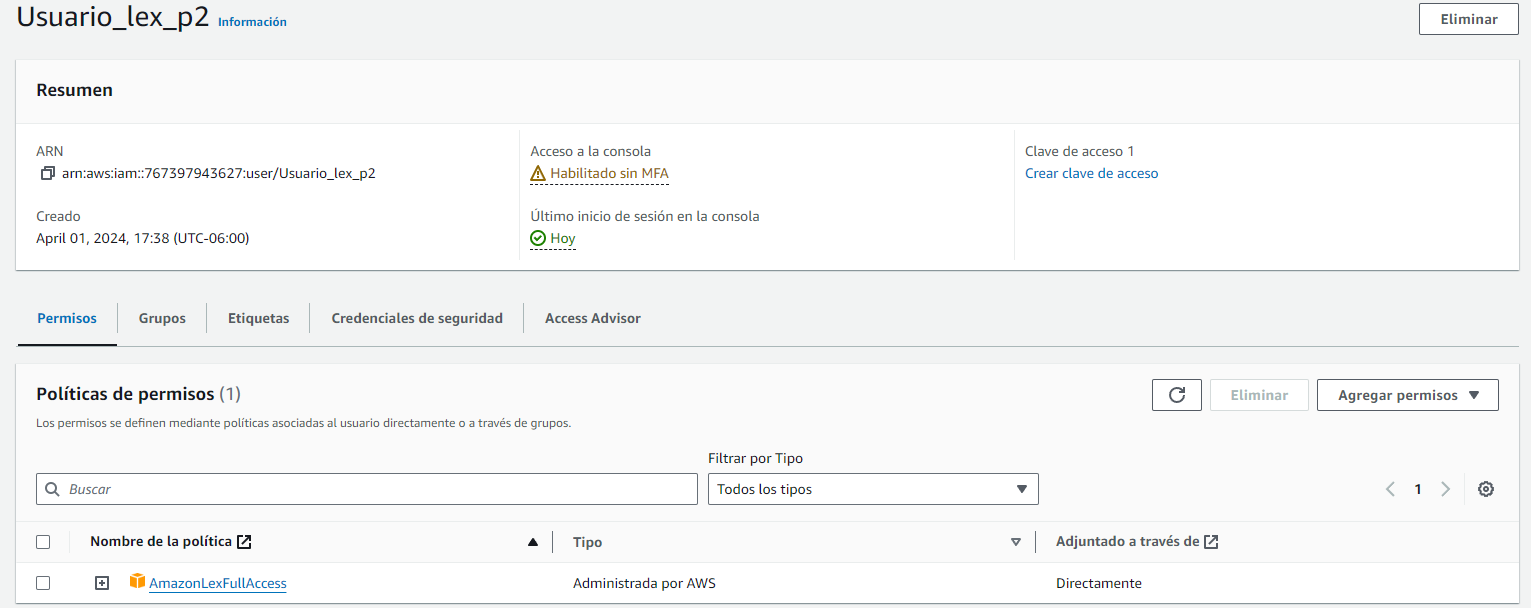 Usuario_lex_p2 Información
Eliminar
Resumen
ARN
arn:aws:iam::767397943627:user/Usuario_lex_p2
Creado
April 01, 2024, 17:38 (UTC-06:00)
Acceso a la consola
Habilitado sin MFA
Último inicio de sesión en la consola
Hoy
Clave de acceso 1
Crear clave de acceso
Permisos
Grupos
Etiquetas
Credenciales de seguridad
Access Advisor
Políticas de permisos (1)
Los permisos se definen mediante políticas asociadas al usuario directamente o a través de grupos.
Eliminar
Agregar permisos
Filtrar por Tipo
Buscar
Todos los tipos
1
Nombre de la política
Tipo
Adjuntado a través de
AmazonLexFullAccess
Administrada por AWS
Directamente